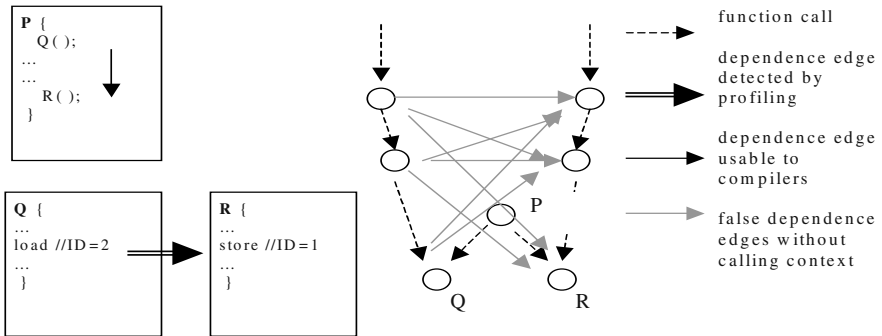 P {
Q ( );
...
...
R ( );
}
Q {
...
load //ID=2
...
}
R {
...
store //ID=1
...
}
P
Q
R
function call
dependence edge
detected by
profiling
dependence edge
usable to
compilers
false dependence
edges without
calling context